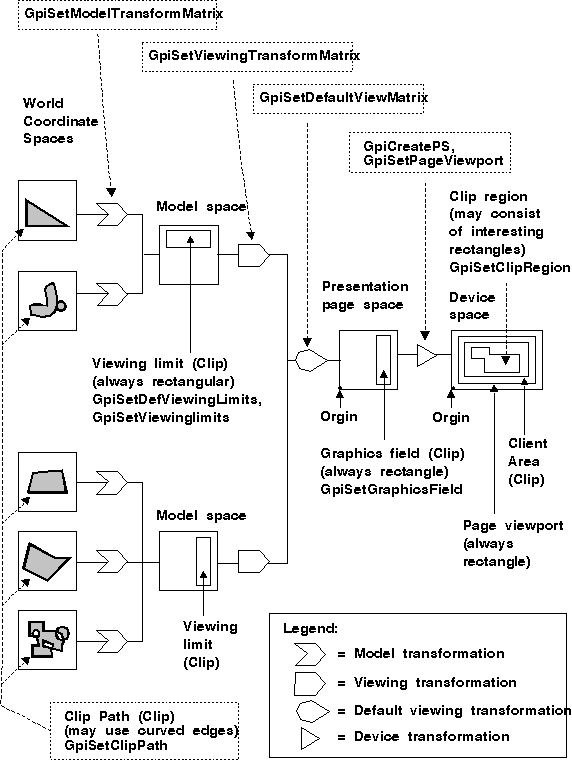 GpiSetModelTransformMatrix
GpiSetViewingTransformMatrix
GpiSetDefaultViewMatrix
World
Coordinate
Spaces
GpiCreatePS,
GpiSetPageViewport
Model space
Clip region
(may consist
of interesting
rectangles)
GpiSetClipRegion
Presentation
page space
Device
space
Viewing limit (Clip)
(always rectangular)
GpiSetDefViewingLimits,
GpiSetViewinglimits
Orgin
Orgin
Graphics field (Clip)
(always rectangle)
GpiSetGraphicsField
Client
Area
(Clip)
Model space
Page viewport
(always
rectangle)
Viewing
limit
(Clip)
Legend:
= Model transformation
= Viewing transformation
= Default viewing transformation
= Device transformation
Clip Path (Clip)
(may use curved edges)
GpiSetClipPath